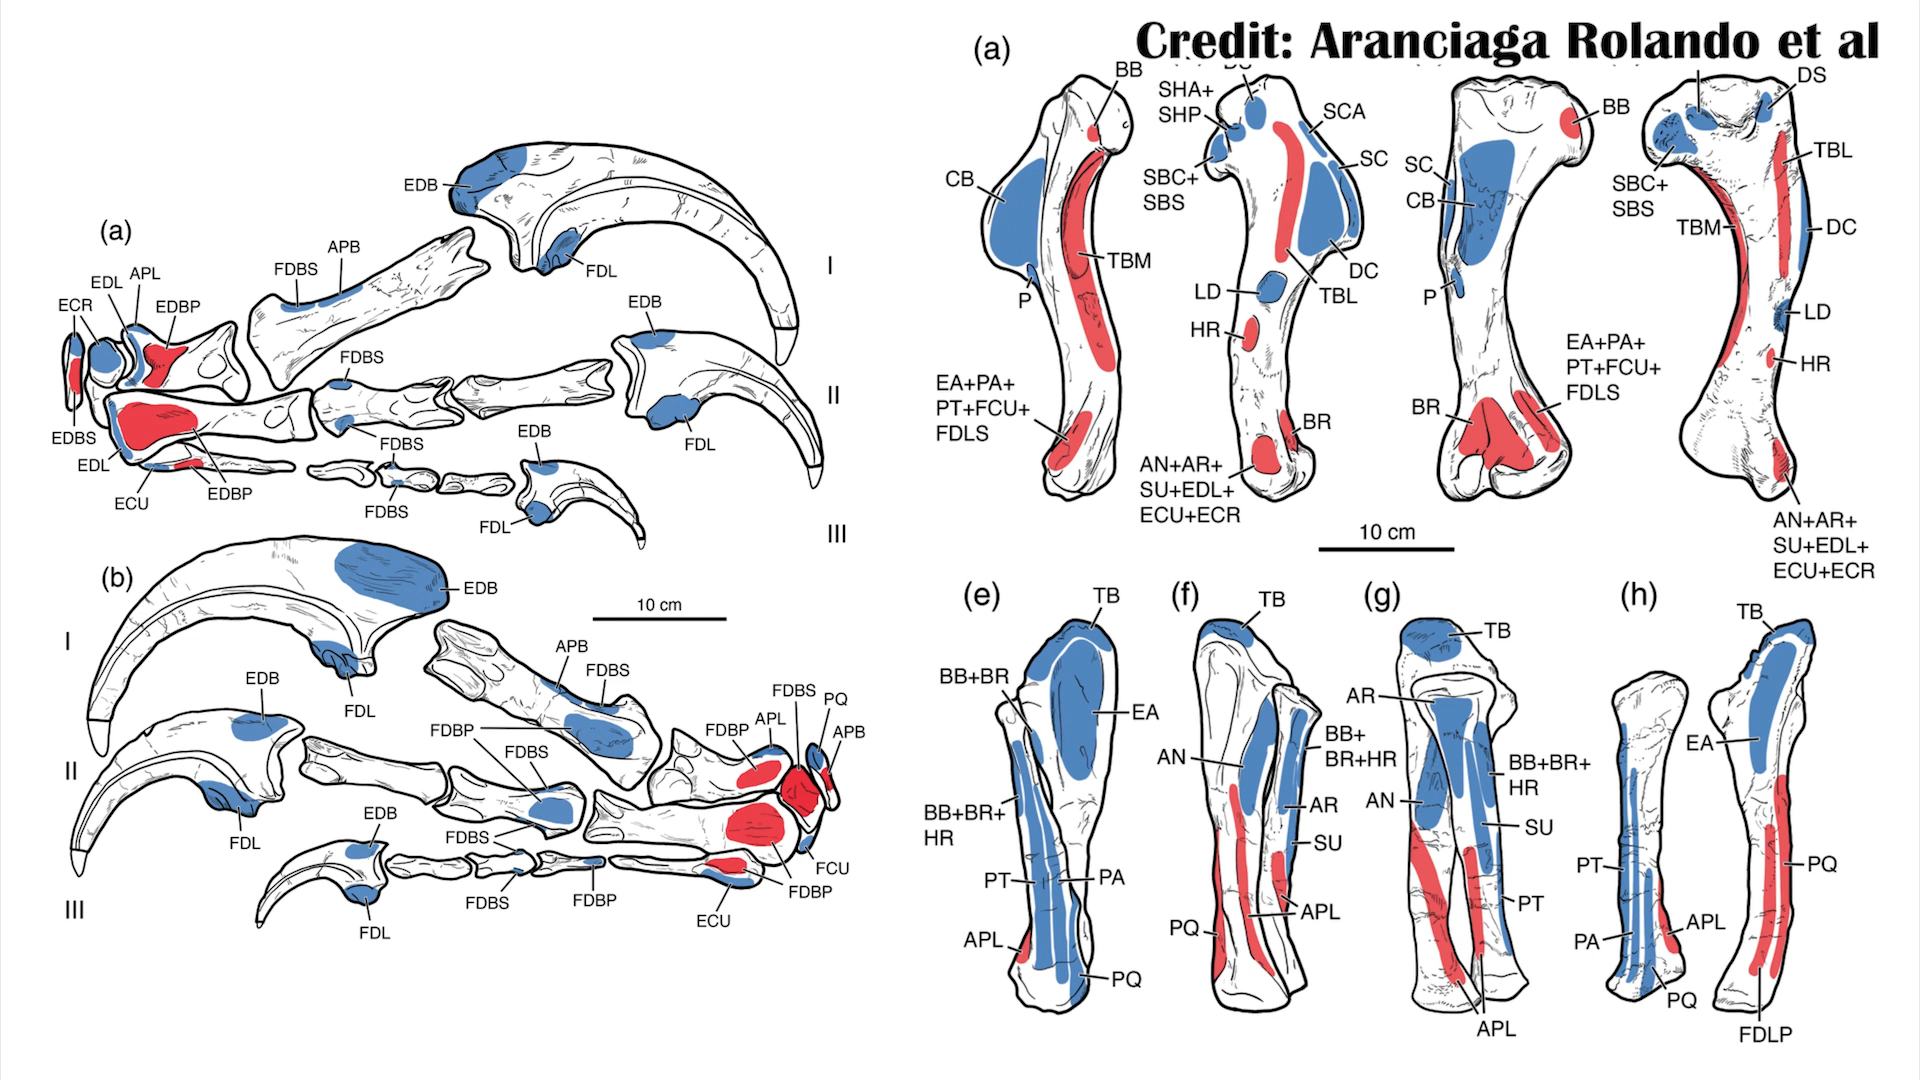 Credit: Aranciaga Rolando et al
(a)
EDB
FDL
I
APB
FDBS
APL
EDL
ECR
EDBP
EDB
FDBS
II
EDBS
EDL
FDBS
FDL
EDB
ECU
EDBP
FDBS
FDL
III
(b)
EDB
10 cm
I
APB
FDBS
FDL
EDB
FDBS
PQ
FDBP
APL
APB
FDBP
FDBS
II
FDL
EDB
FDBS
FCU
FDBP
FDBS
FDBP
ECU
III
FDL
(a)
BB
CB
TBM
P
EA+PA+
PT+FCU+
FDLS
DS
SHA+
SHP
SCA
SC
SBC+
SBS
DC
LD
TBL
HR
BR
AN+AR+
SU+EDL+
ECU+ECR
BB
SC
CB
P
EA+PA+
PT+FCU+
FDLS
BR
DS
TBL
SBC+
SBS
TBM
DC
LD
HR
AN+AR+
SU+EDL+
ECU+ECR
10 cm
(e)
TB
BB+BR
EA
BB+BR+
HR
PT
PA
APL
PQ
(f)
TB
AN
BB+
BR+HR
AR
SU
APL
PQ
(g)
TB
AR
BB+BR+
HR
AN
SU
PT
APL
(h)
TB
EA
PT
PQ
APL
PA
PQ
FDLP